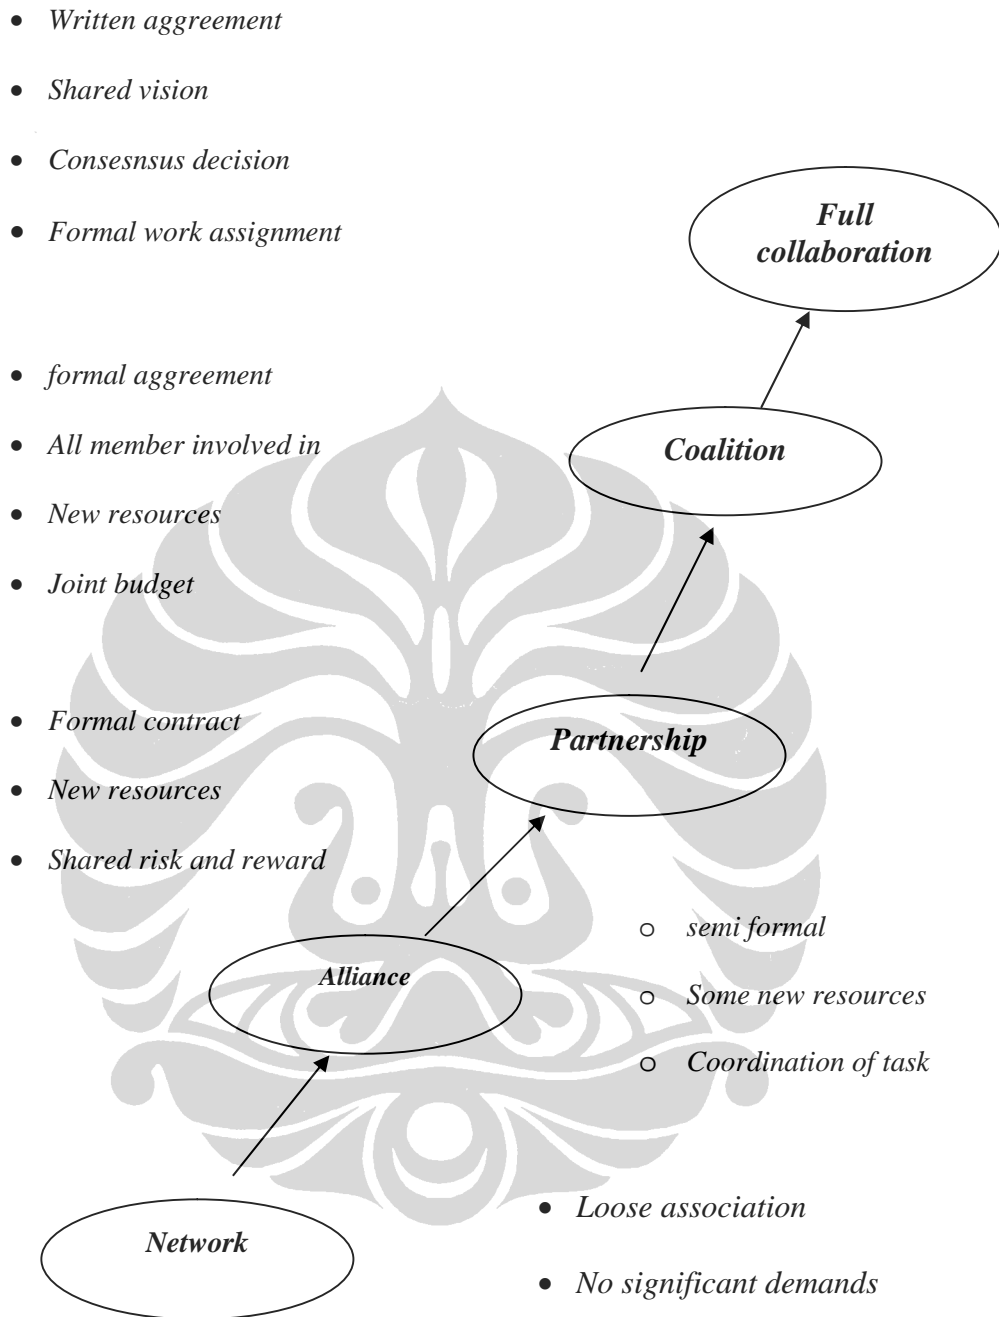 • Written aggreement
• Shared vision
• Consesnsus decision
• Formal work assignment
Full
collaboration
• formal aggreement
• All member involved in
Coalition
• New resources
• Joint budget
• Formal contract
Partnership
• New resources
• Shared risk and reward
o semi formal
Alliance
o Some new resources
o Coordination of task
• Loose association
Network
• No significant demands